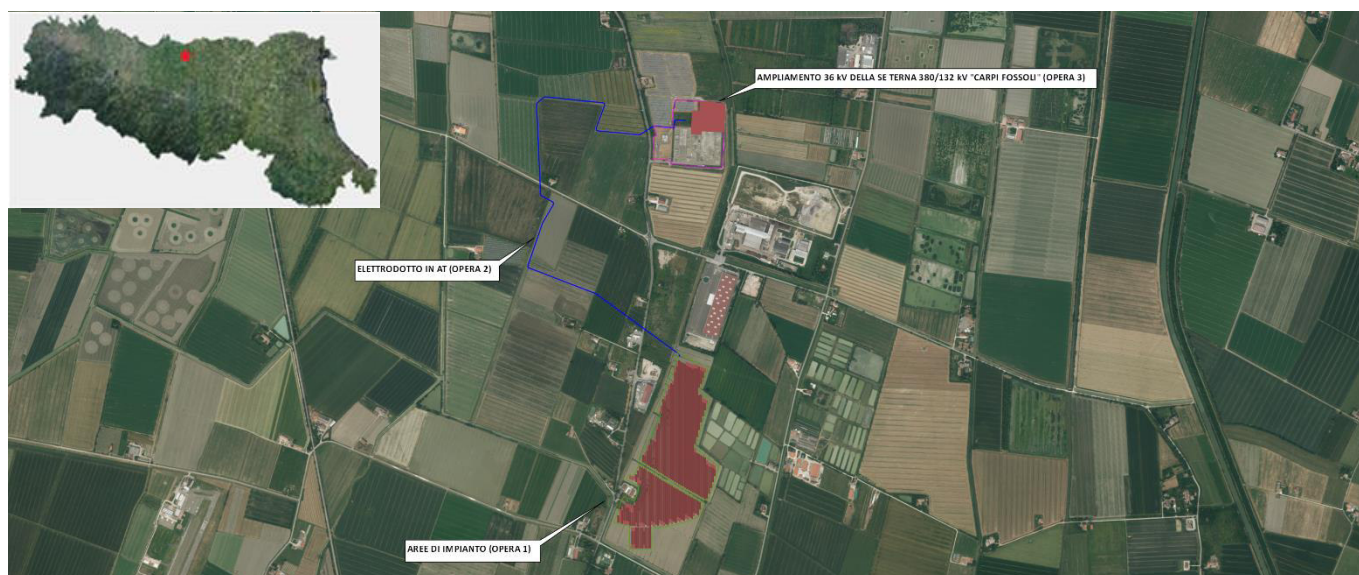 AMPLIAMENTO 36 kV DELLA SE TERNA 380/132 kV "CARPI FOSSOLI" (OPERA 3)
ELETTRODOTTO IN AT (OPERA 2)
AREE DI IMPIANTO (OPERA 1)